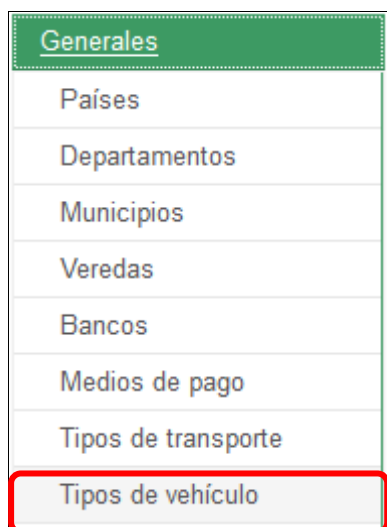 Generales
Países
Departamentos
Municipios
Veredas
Bancos
Medios de pago
Tipos de transporte
Tipos de vehículo